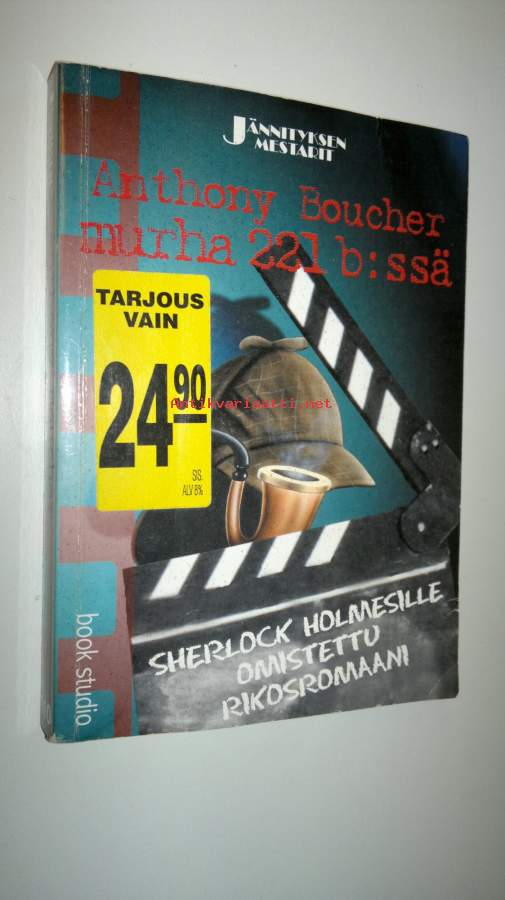 JÄNNITYKSEN
MESTARIT
Anthony Boucher
murha 221 b:ssä
TARJOUS
VAIN
24 90
Antikvariaatti.net
SIS.
ALV 8%
SHERLOCK HOLMESILLE
OMISTETTU
RIKOSROMAANI
book studio